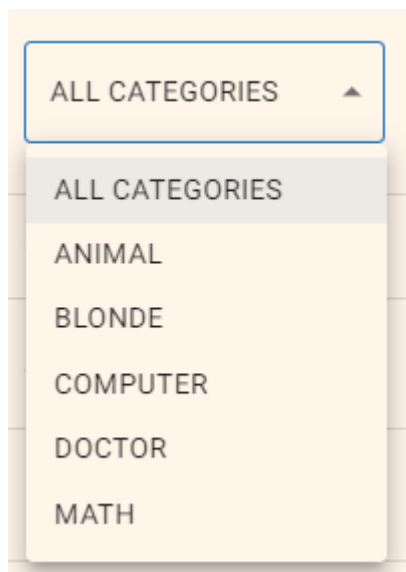 ALL CATEGORIES
ALL CATEGORIES
ANIMAL
BLONDE
COMPUTER
DOCTOR
MATH